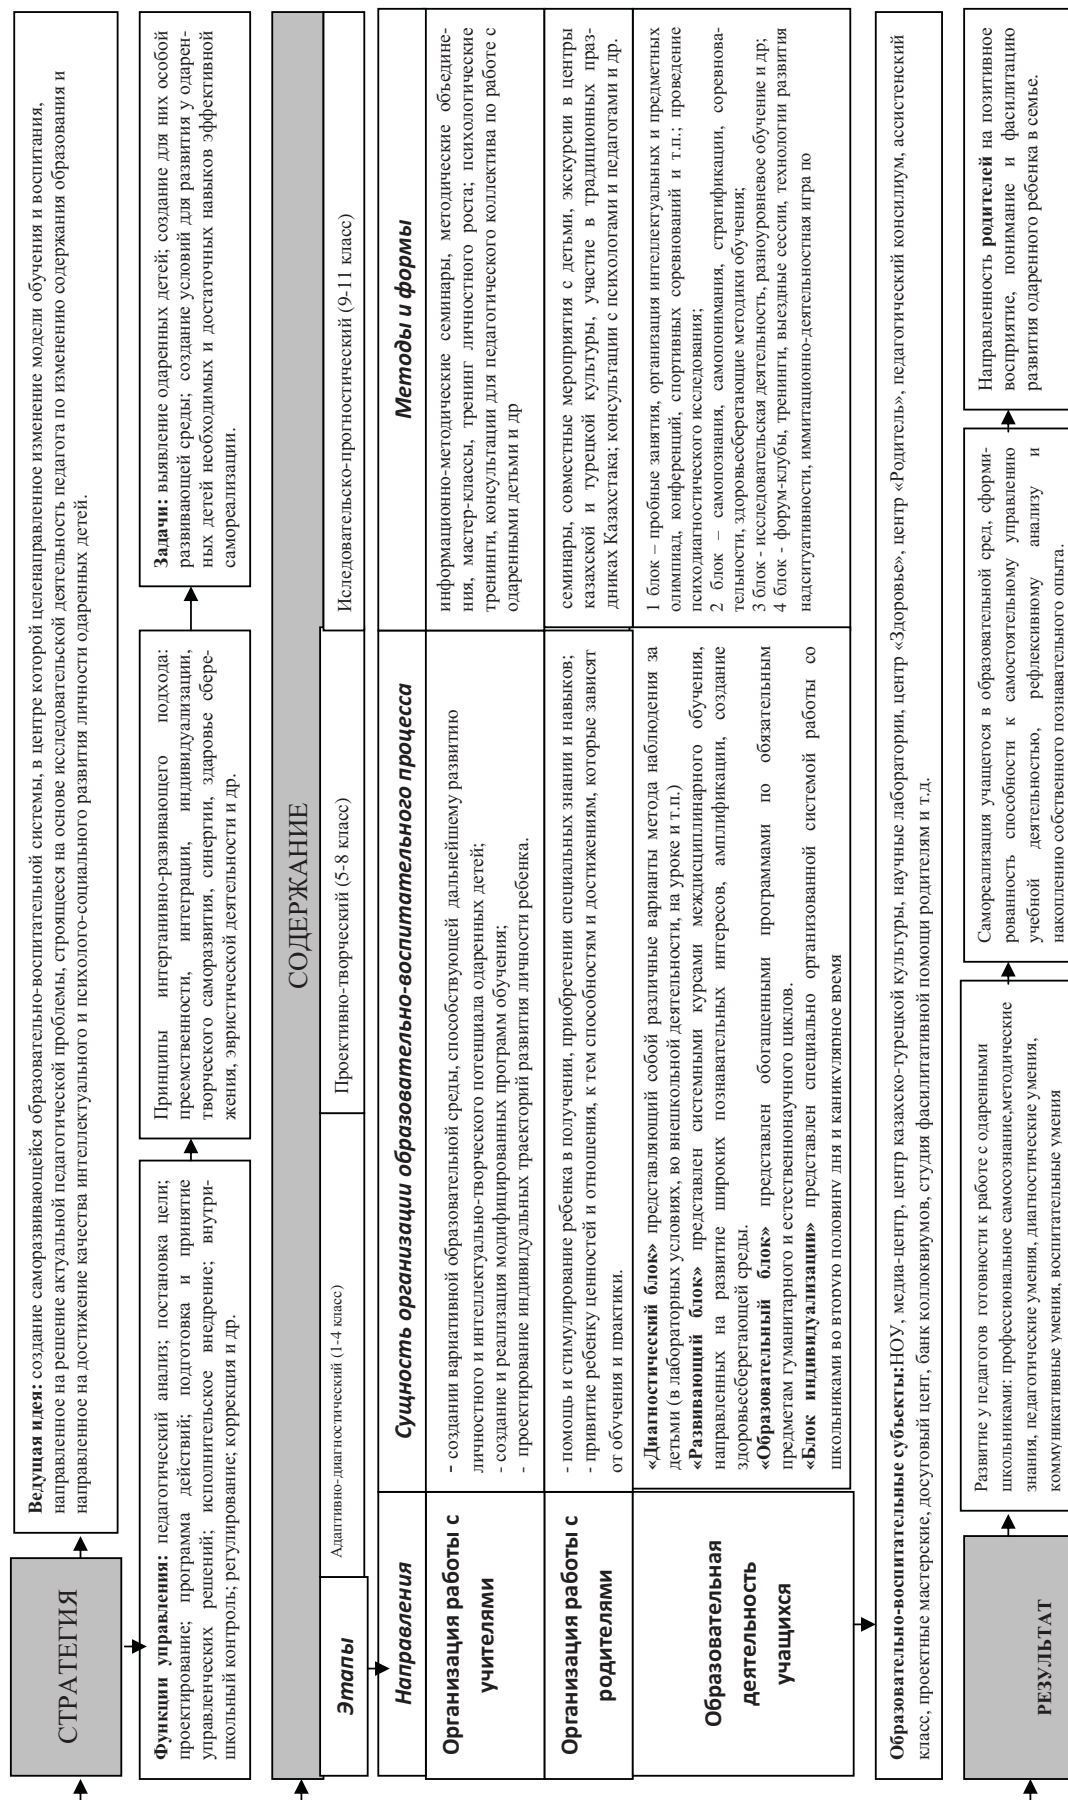 СТРАТЕГИЯ
Ведущая идея: создание саморазвивающейся образовательно-воспитательной системы, в центре которой целенаправленное изменение модели обучения и воспитания,
направленное на решение актуальной педагогической проблемы, строящееся на основе исследовательской деятельность педагога по изменению содержания образования и
направленное на достижение качества интеллектуального и психолого-социального развития личности одаренных детей.
Функции управления: педагогический анализ; постановка цели;
проектирование; программа действий; подготовка и принятие
управленческих решений; исполнительское внедрение; внутри-
школьный контроль; регулирование; коррекция и др.
Принципы интерганивно-развивающего подхода:
преемственности, интеграции, индивидуализации,
творческого саморазвития, синергии, здаровье сбере-
жения, эвристической деятельности и др.
Задачи: выявление одаренных детей; создание для них особой
развивающей среды; создание условий для развития у одарен-
ных детей необходимых и достаточных навыков эффективной
самореализации.
СОДЕРЖАНИЕ
Этапы
Адаптивно-диагностический (1-4 класс)
Проективно-творческий (5-8 класс)
Иследовательско-прогностический (9-11 класс)
Направления
Сущность организации образовательно-воспитательного процесса
Методы и формы
Организация работы с
учителями
- создании вариативной образовательной среды, способствующей дальнейшему развитию
личностного и интеллектуально-творческого потенциала одаренных детей;
- создание и реализация модифицированных программ обучения;
- проектирование индивидуальных траекторий развития личности ребенка.
информационно-методические семинары, методические объедине-
ния, мастер-классы, тренинг личностного роста; психологические
тренинги, консультации для педагогического коллектива по работе с
одаренными детьми и др
Организация работы с
родителями
- помощь и стимулирование ребенка в получении, приобретении специальных знании и навыков;
- привитие ребенку ценностей и отношения, к тем способностям и достижениям, которые зависят
от обучения и практики.
семинары, совместные мероприятия с детьми, экскурсии в центры
казахской и турецкой культуры, участие в традиционных праз-
дниках Казахстака; консультации с психологами и педагогами и др.
Образовательная
деятельность
учащихся
«Диагностический блок» представляющий собой различные варианты метода наблюдения за
детьми (в лабораторных условиях, во внешкольной деятельности, на уроке и т.п.)
«Развивающий блок» представлен системными курсами междисциплинарного обучения,
направленных на развитие широких познавательных интересов, амплификации, создание
здоровьесберегающей среды.
«Образовательный блок» представлен обогащенными программами по обязательным
предметам гуманитарного и естественнонаучного циклов.
«Блок индивидуализации» представлен специально организованной системой работы со
школьниками во вторую половину дня и каникулярное время
1 блок – пробные занятия, организация интеллектуальных и предметных
олимпиад, конференций, спортивных соревнований и т.п.; проведение
психодиагностического исследования;
2 блок – самопознания, самопонимания, стратификации, соревнова-
тельности, здоровьесберегающие методики обучения;
3 блок - исследовательская деятельность, разноуровневое обучение и др;
4 блок - форум-клубы, тренинги, выездные сессии, технологии развития
надситуативности, иммитационно-деятельностная игра по
Образовательно-воспитательные субъекты:НОУ, медиа-центр, центр казахско-турецкой культуры, научные лаборатории, центр «Здоровье», центр «Родитель», педагогический консилиум, ассистенский
класс, проектные мастерские, досуговый цент, банк коллоквиумов, студия фасилитативной помощи родителям и т.д.
РЕЗУЛЬТАТ
Развитие у педагогов готовности к работе с одаренными
школьниками: профессиональное самосознание,методические
знания, педагогические умения, диагностические умения,
коммуникативные умения, воспитательные умения
Самореализация учащегося в образовательной сред, сформи-
рованность способности к самостоятельному управлению
учебной деятельностью, рефлексивному анализу и
накоплению собственного познавательного опыта.
Направленность родителей на позитивное
восприятие, понимание и фасилитацию
развития одаренного ребенка в семье.